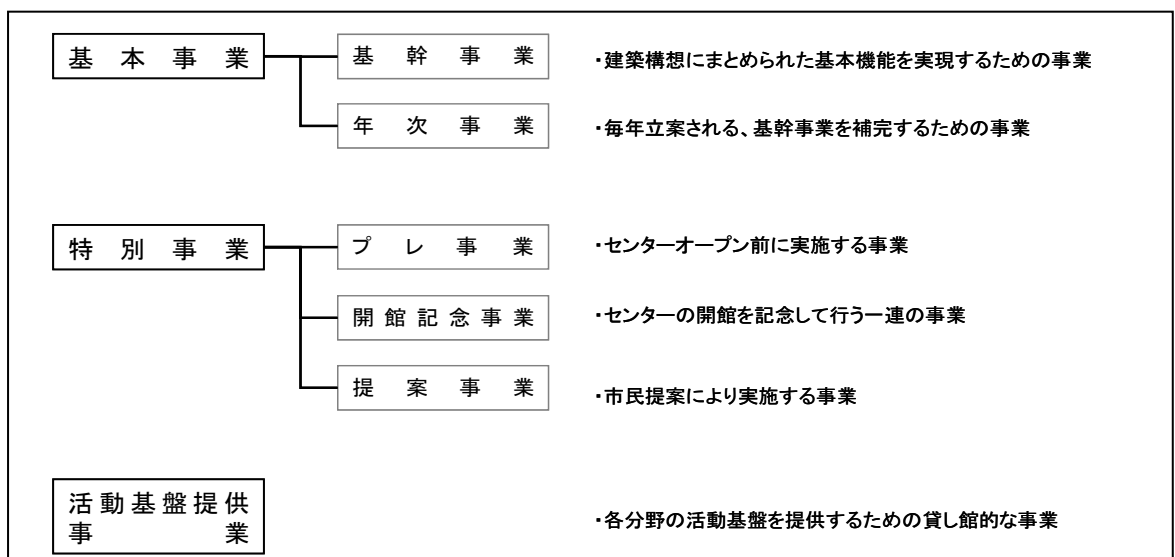 基本事業
基幹事業
・建築構想にまとめられた基本機能を実現するための事業
年次事業
・毎年立案される、基幹事業を補完するための事業
特別事業
プレ事業
・センターオープン前に実施する事業
開館記念事業
・センターの開館を記念して行う一連の事業
提案事業
・市民提案により実施する事業
活動基盤提供
事業
・各分野の活動基盤を提供するための貸し館的な事業